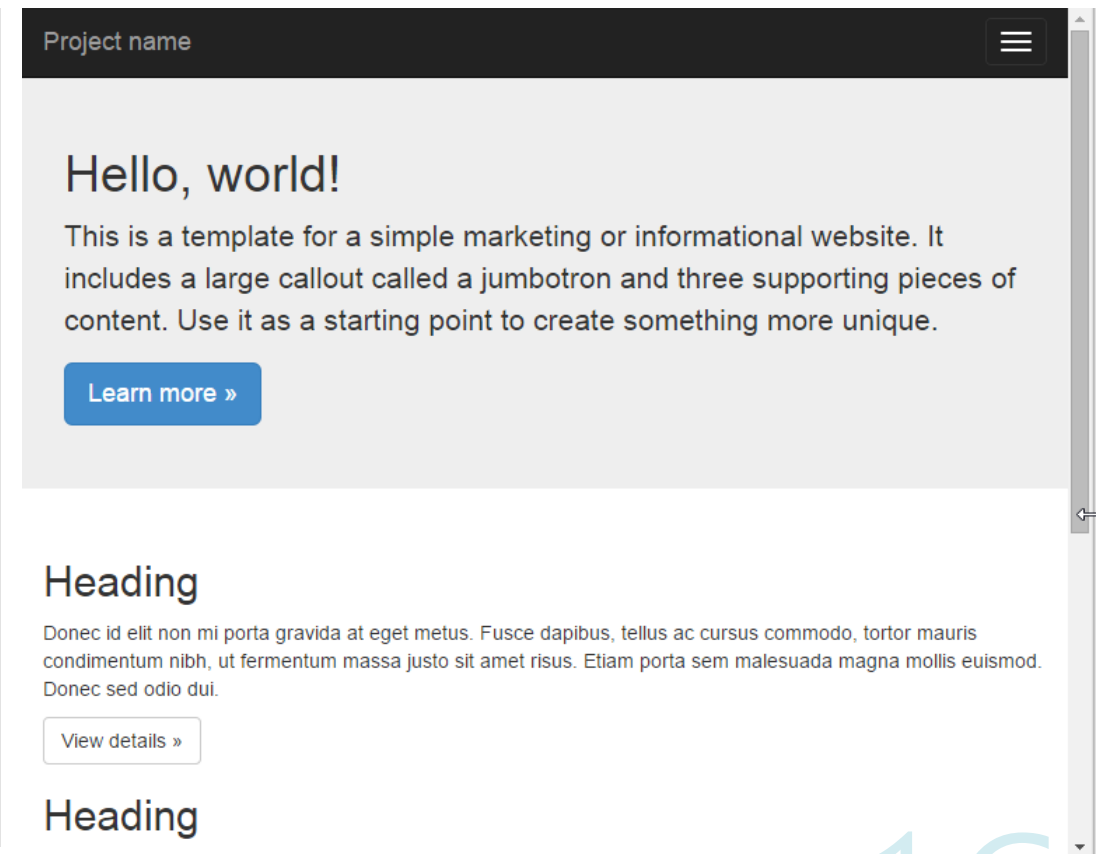 Project name
Hello, world!
This is a template for a simple marketing or informational website. It
includes a large callout called a jumbotron and three supporting pieces of
content. Use it as a starting point to create something more unique.
Learn more »
Heading
Donec id elit non mi porta gravida at eget metus. Fusce dapibus, tellus ac cursus commodo, tortor mauris
condimentum nibh, ut fermentum massa justo sit amet risus. Etiam porta sem malesuada magna mollis euismod.
Donec sed odio dui.
View details »
Heading